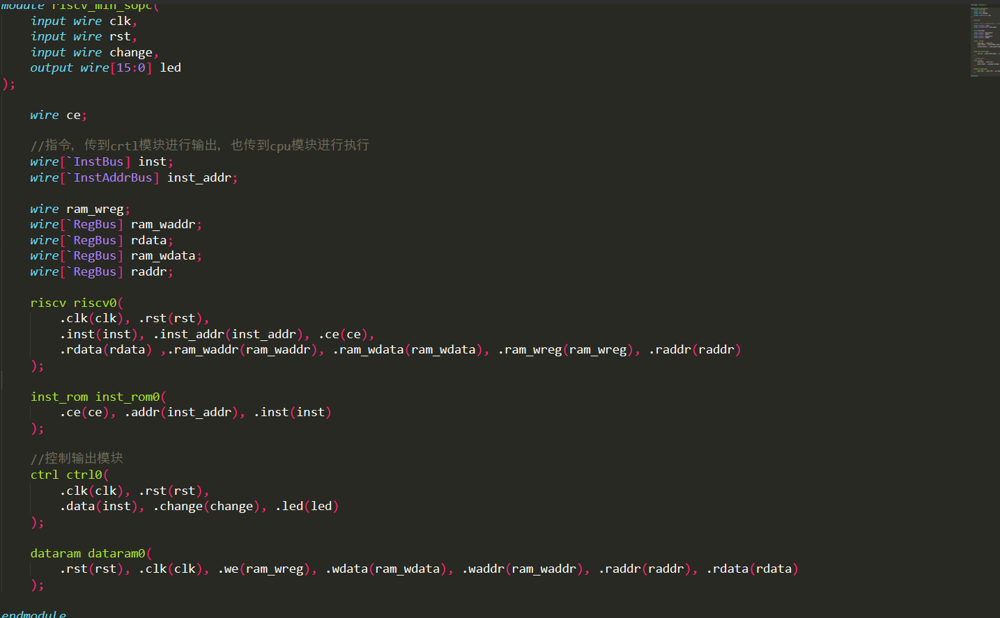 module riscv_min_sopc(
    input wire clk,
    input wire rst,
    input wire change,
    output wire[15:0] led
);
    wire ce;
    //指令，传到crtl模块进行输出，也传到cpu模块进行执行
    wire[`InstBus] inst;
    wire[`InstAddrBus] inst_addr;
    wire ram_wreg;
    wire[`RegBus] ram_waddr;
    wire[`RegBus] rdata;
    wire[`RegBus] ram_wdata;
    wire[`RegBus] raddr;
    riscv riscv0(
        .clk(clk), .rst(rst),
        .inst(inst), .inst_addr(inst_addr), .ce(ce),
        .rdata(rdata) ,.ram_waddr(ram_waddr), .ram_wdata(ram_wdata), .ram_wreg(ram_wreg), .raddr(raddr)
    );
    inst_rom inst_rom0(
        .ce(ce), .addr(inst_addr), .inst(inst)
    );
    //控制输出模块
    ctrl ctrl0(
        .clk(clk), .rst(rst),
        .data(inst), .change(change), .led(led)
    );
    dataram dataram0(
        .rst(rst), .clk(clk), .we(ram_wreg), .wdata(ram_wdata), .waddr(ram_waddr), .raddr(raddr), .rdata(rdata)
    );
endmodule